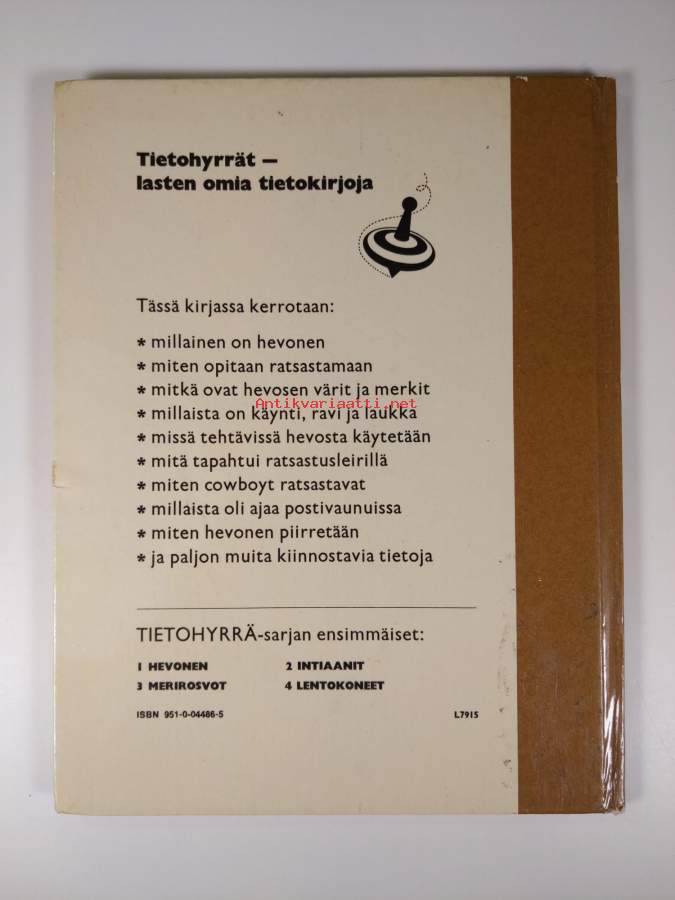 Tietohyrrät –
lasten omia tietokirjoja
Tässä kirjassa kerrotaan:
* millainen on hevonen
* miten opitaan ratsastamaan
* mitkä ovat hevosen värit ja merkit
Antikvariaatti.net
* millaista on käynti, ravi ja laukka
* missä tehtävissä hevosta käytetään
* mitä tapahtui ratsastusleirillä
* miten cowboyt ratsastavat
* millaista oli ajaa postivaunuissa
* miten hevonen piirretään
* ja paljon muita kiinnostavia tietoja
TIETOHYRRÄ-sarjan ensimmäiset:
1 HEVONEN 2 INTIAANIT
3 MERIROSVOT 4 LENTOKONEET
ISBN 951-0-04486-5 L7915